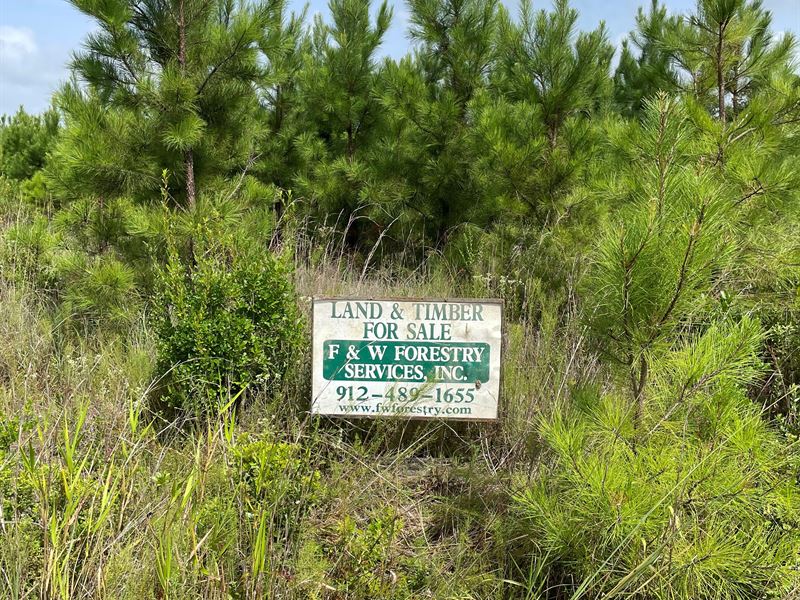 LAND & TIMBER
FOR SALE
F & W FORESTRY
SERVICES, INC.
912-489-1655
www.fwforestry.com